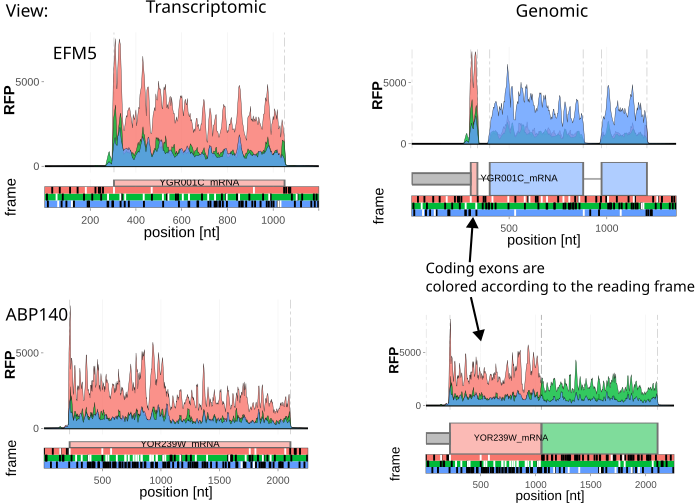 View:
Transcriptomic
Genomic
EFM5
RFP
5000
0
YGR001C_mRNA
frame
200 400 600 800 1000
position [nt]
RFP
5000
0
YGR001C_mRNA
frame
500 1000
position [nt]
Coding exons are
colored according to the reading frame
ABP140
RFP
5000
0
YOR239W_mRNA
frame
500 1000 1500 2000
position [nt]
RFP
5000
0
YOR239W_mRNA
frame
500 1000 1500 2000
position [nt]